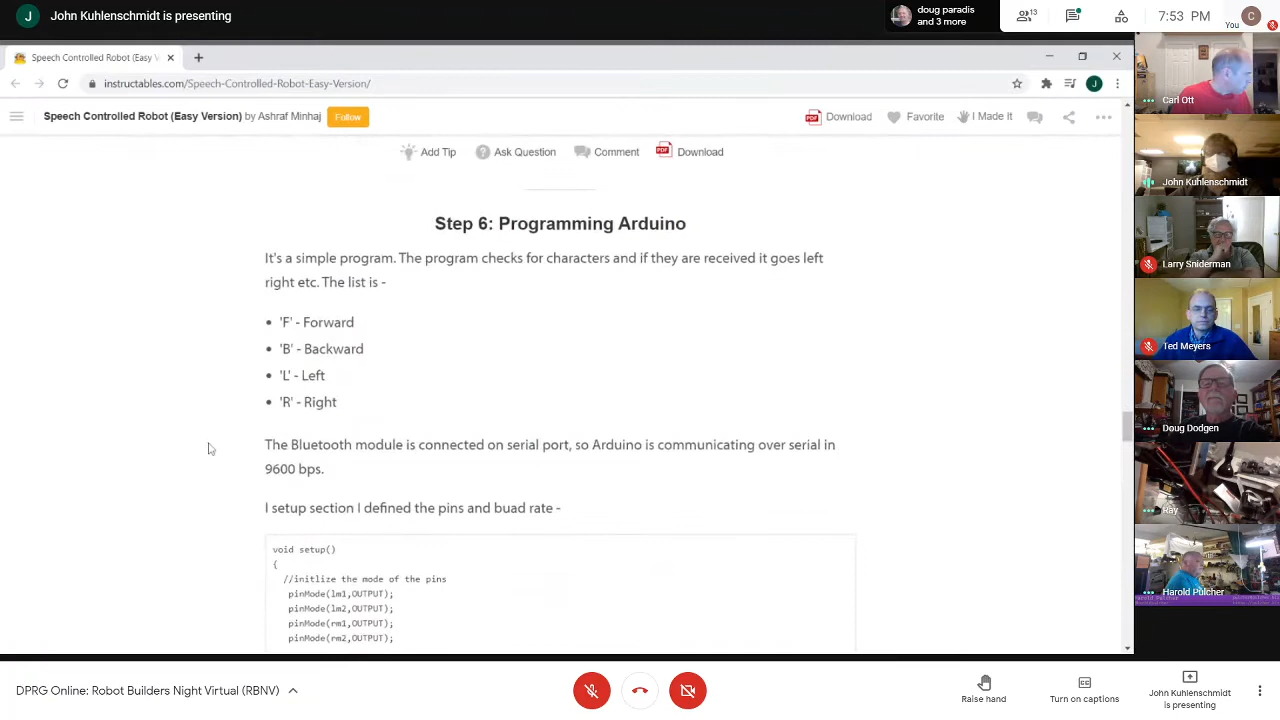 J John Kuhlenschmidt is presenting
doug paradis
and 3 more
13
7:53 PM
C
You
Speech Controlled Robot (Easy V
instructables.com/Speech-Controlled-Robot-Easy-Version/
J
Speech Controlled Robot (Easy Version) by Ashraf Minhaj Follow
PDF Download Favorite I Made It
Add Tip Ask Question Comment PDF Download
Step 6: Programming Arduino
It's a simple program. The program checks for characters and if they are received it goes left
right etc. The list is -
• 'F' - Forward
• 'B' - Backward
• 'L' - Left
• 'R' - Right
The Bluetooth module is connected on serial port, so Arduino is communicating over serial in
9600 bps.
I setup section I defined the pins and buad rate -
void setup()
{
//initlize the mode of the pins
pinMode(lm1,OUTPUT);
pinMode(lm2,OUTPUT);
pinMode(rm1,OUTPUT);
pinMode(rm2,OUTPUT);
Carl Ott
John Kuhlenschmidt
Larry Sniderman
Ted Meyers
Doug Dodgen
Ray
Harold Pulcher
DPRG Online: Robot Builders Night Virtual (RBNV)
Raise hand
Turn on captions
John Kuhlenschmidt
is presenting